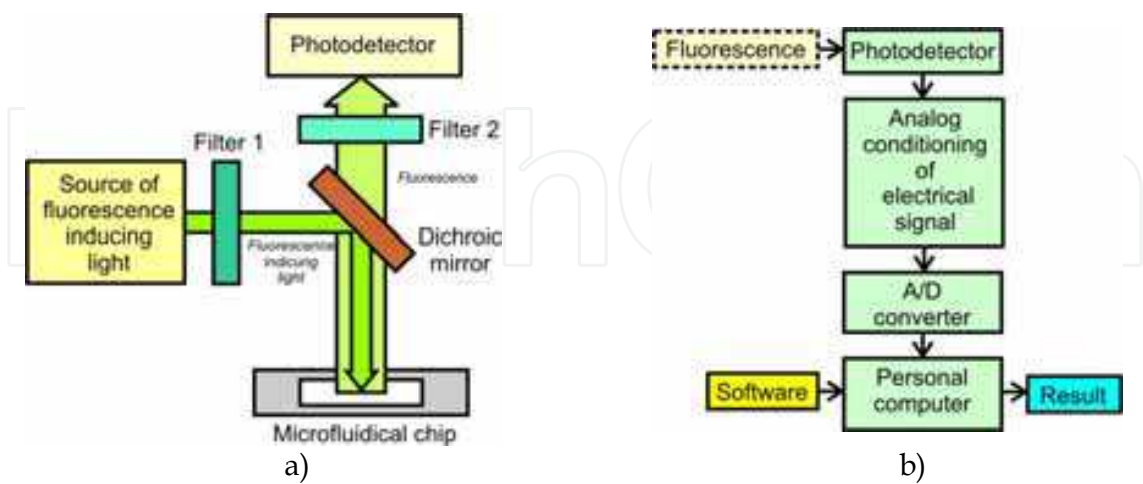 Photodetector
Filter 2
Filter 1
Fluorescence
Source of
fluorescence
inducing
light
Fluorescence
indicung
light
Dichroic
mirror
Microfluidical chip
a)
Fluorescence
Photodetector
Analog
conditioning
of
electrical
signal
A/D
converter
Software
Personal
computer
Result
b)